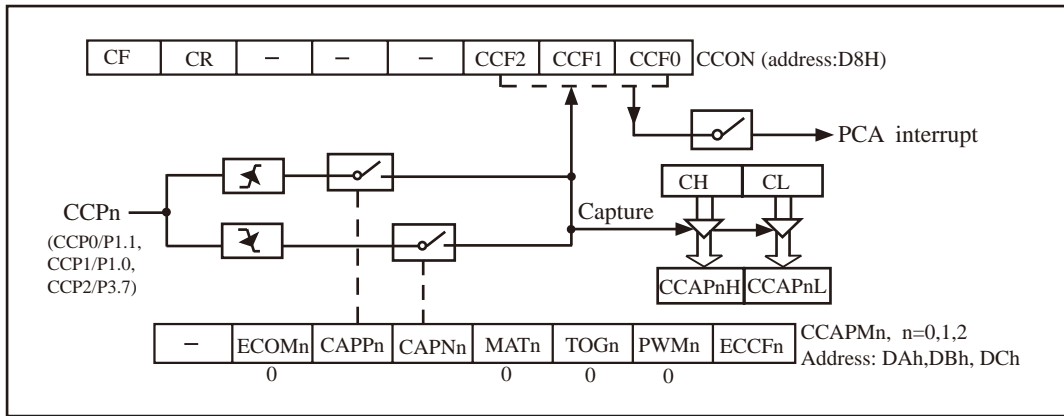 CF CR – – – CCF2 CCF1 CCF0 CCON (address:D8H)
PCA interrupt
CH CL
CCPn
Capture
(CCP0/P1.1,
CCP1/P1.0,
CCP2/P3.7)
CCAPnH CCAPnL
– ECOMn CAPPn CAPNn MATn TOGn PWMn ECCFn
CCAPMn, n=0,1,2
Address: DAh,DBh, DCh
0 0 0 0